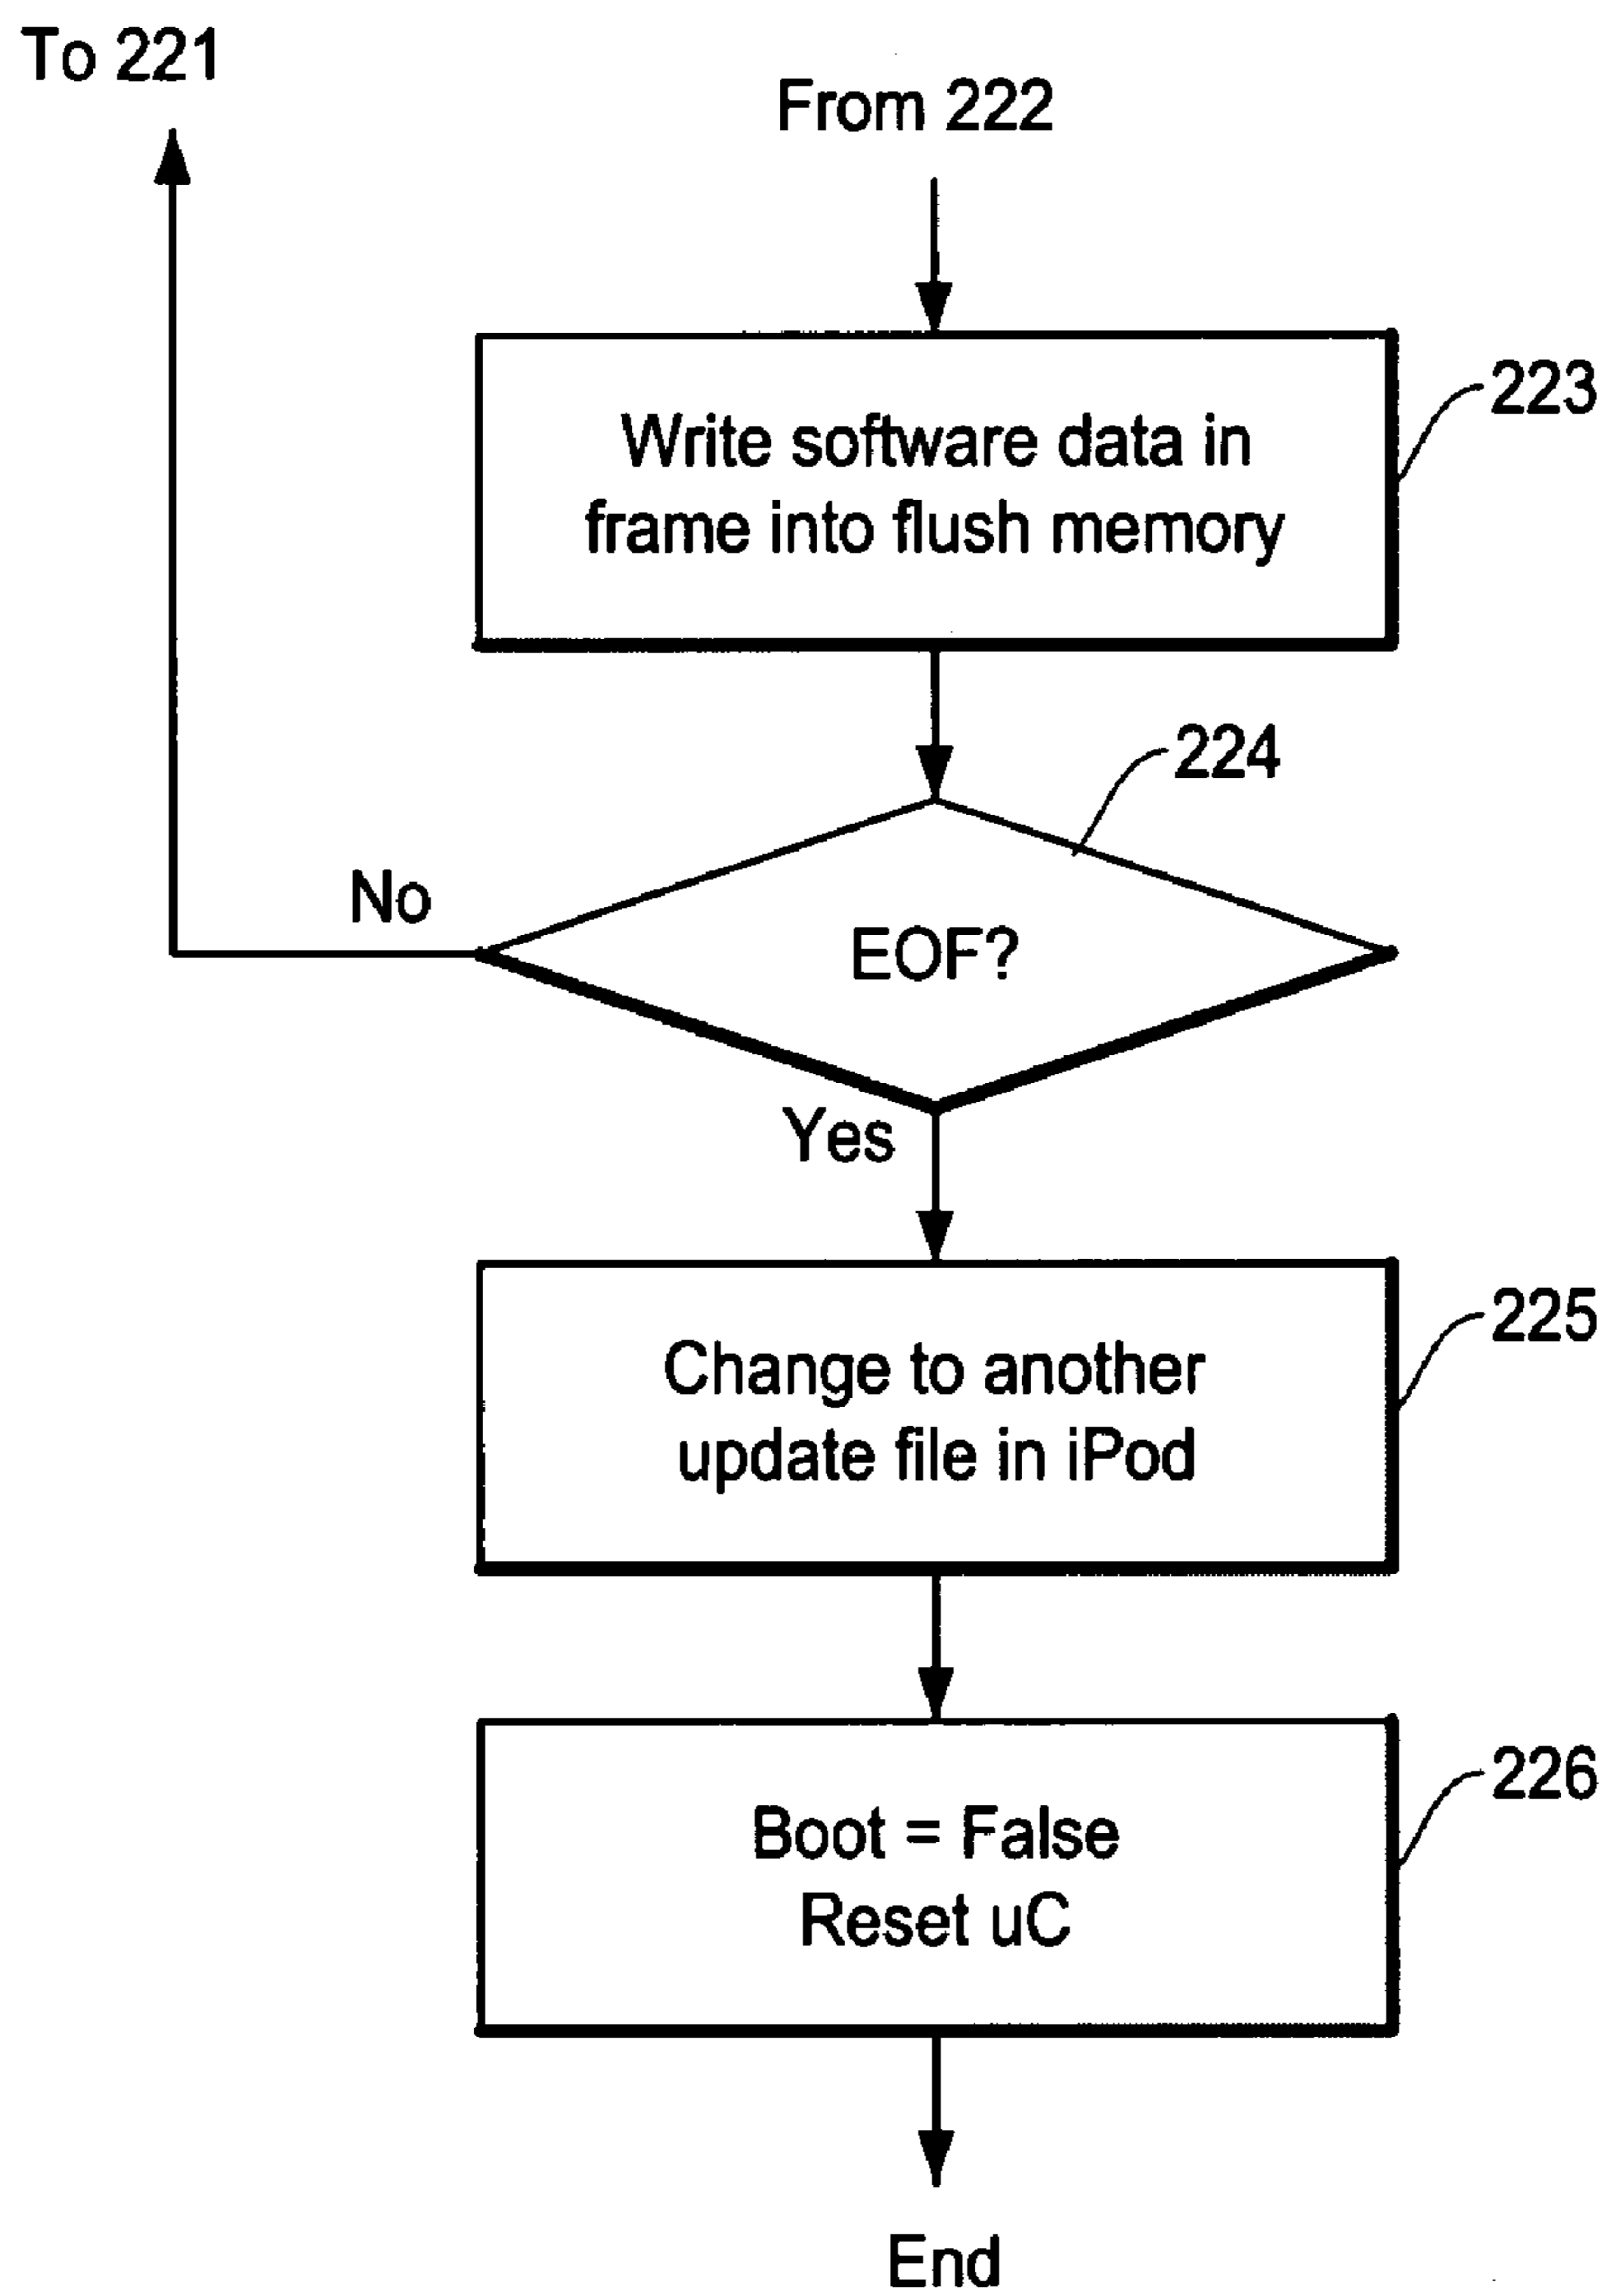 To 221
From 222
Write software data in
frame into flush memory
223
224
No
EOF?
Yes
Change to another
update file in iPod
225
Boot = False
Reset uC
226
End